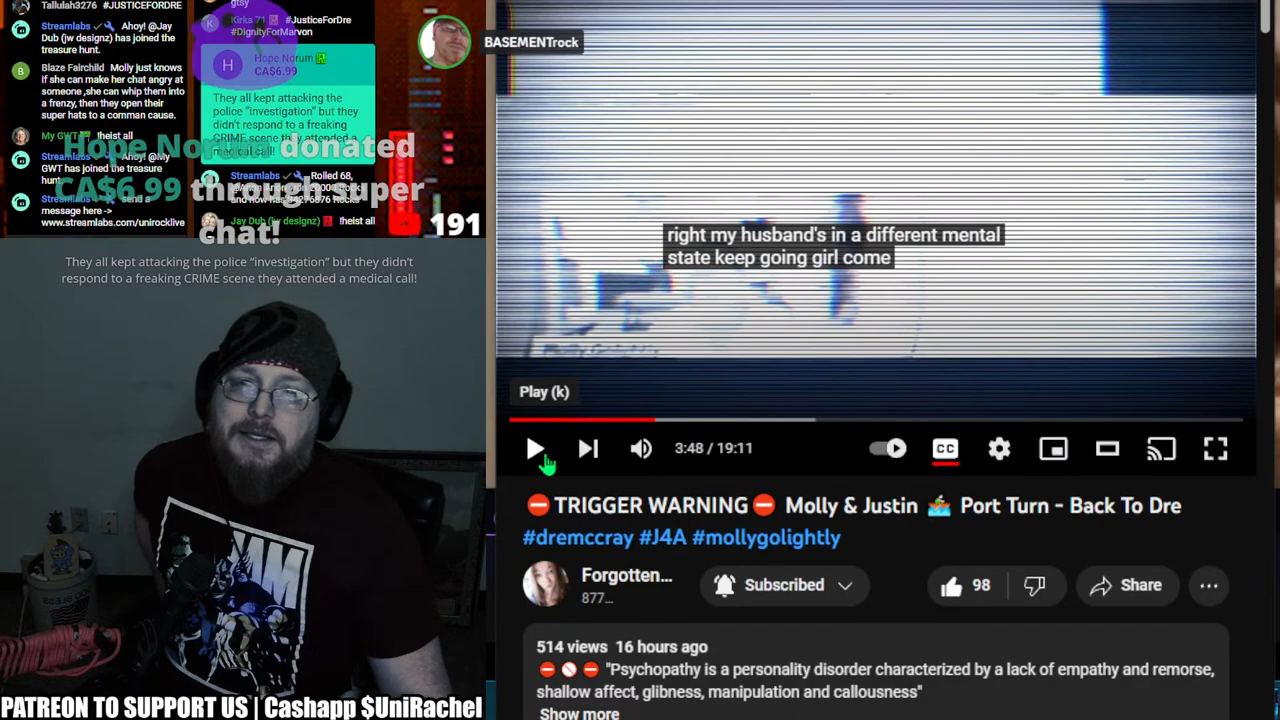 Tallulah3276 #JUSTICEFORDRE
Streamlabs Ahoy! @Jay
Dub (jw designz) has joined the
treasure hunt.
Blaze Fairchild Molly just knows
if she can make her chat angry at
someone ,she can whip them into
a frenzy, then they open their
super hats to a comman cause.
My GWT !heist all
Streamlabs Ahoy! @My
GWT has joined the treasure
hunt.
Streamlabs send a
message here ->
www.streamlabs.com/unirocklive
gtsy
K
Kirks 71 #JusticeForDre
#DignityForMarvon
H
Hope Norum
CA$6.99
They all kept attacking the
police "investigation" but they
didn't respond to a freaking
CRIME scene they attended a
medical call!
Streamlabs Rolled 68,
Jay Dub (jw designz) !heist all
191
Hope Norum donated
CA$6.99 through super
chat!
They all kept attacking the police "investigation" but they didn't
respond to a freaking CRIME scene they attended a medical call!
BASEMENTrock
right my husband's in a different mental
state keep going girl come
Play (k)
3:48 / 19:11
CC
⛔TRIGGER WARNING⛔ Molly & Justin 🚣 Port Turn - Back To Dre
#dremccray #J4A #mollygolightly
Forgotten...
877...
Subscribed
98
Share
514 views 16 hours ago
⛔🚫⛔ "Psychopathy is a personality disorder characterized by a lack of empathy and remorse,
shallow affect, glibness, manipulation and callousness"
Show more
PATREON TO SUPPORT US | Cashapp $UniRachel